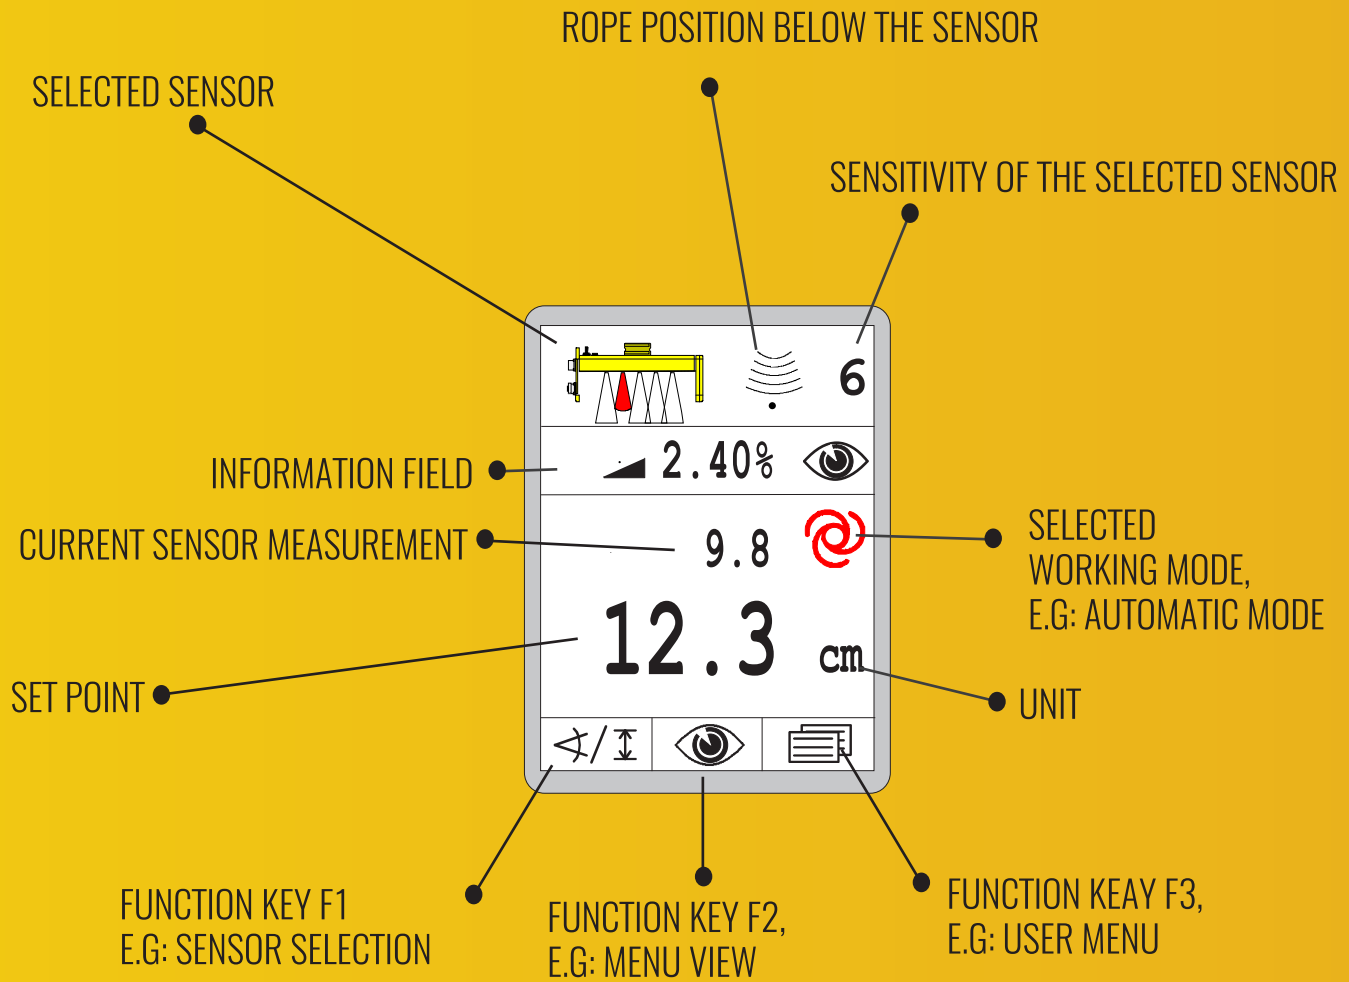 ROPE POSITION BELOW THE SENSOR
SELECTED SENSOR
SENSITIVITY OF THE SELECTED SENSOR
6
INFORMATION FIELD
2.40%
CURRENT SENSOR MEASUREMENT
9.8
SELECTED
WORKING MODE,
E.G: AUTOMATIC MODE
12.3 cm
SET POINT
UNIT
FUNCTION KEY F1
E.G: SENSOR SELECTION
FUNCTION KEY F2,
E.G: MENU VIEW
FUNCTION KEAY F3,
E.G: USER MENU